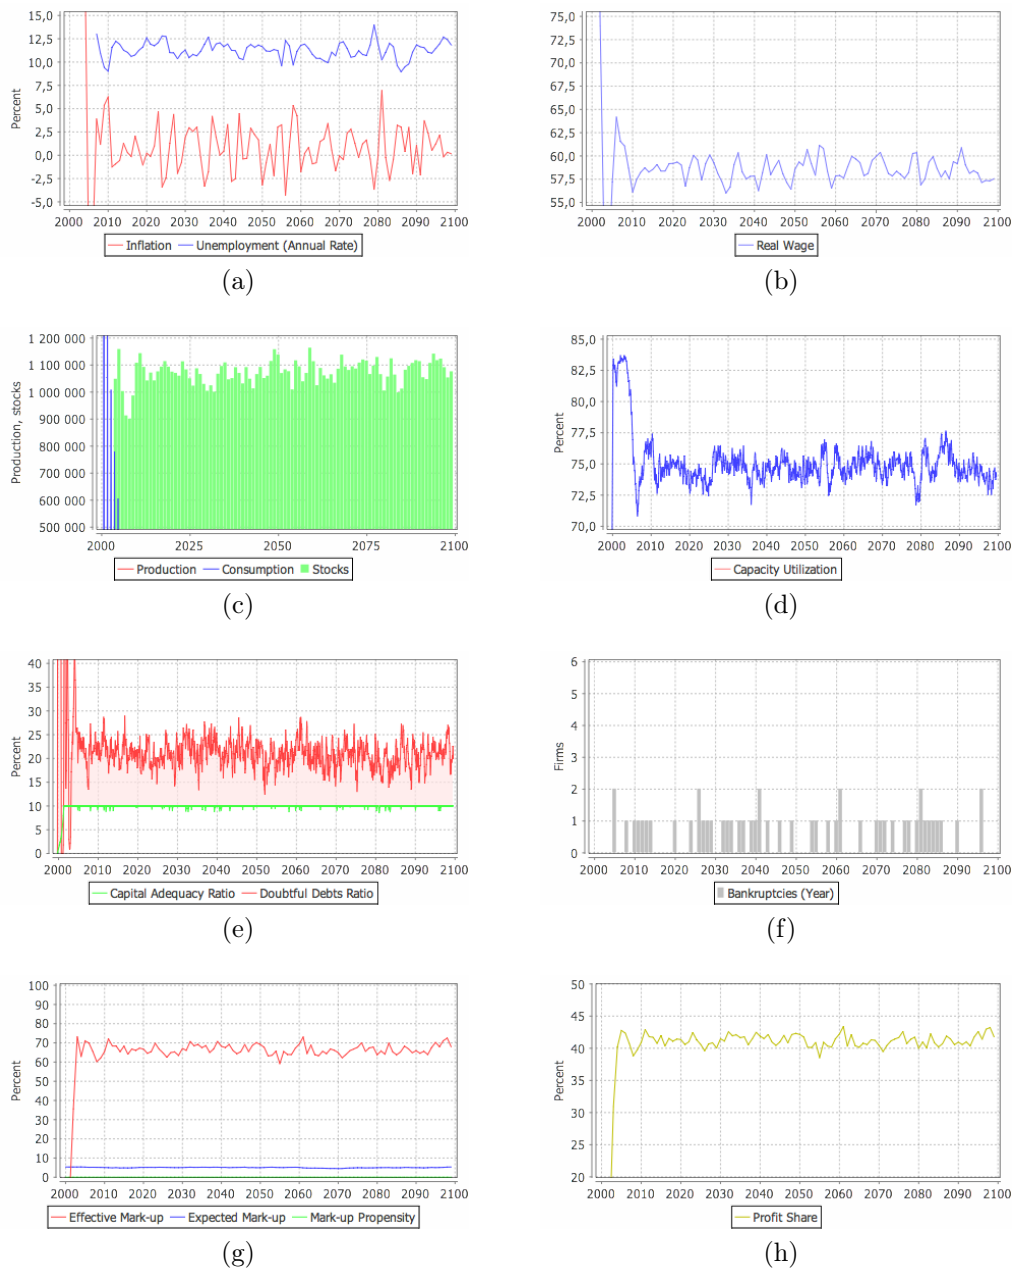 15,0
12,5
10,0
7,5
5,0
2,5
0,0
-2,5
-5,0
Percent
2000 2010 2020 2030 2040 2050 2060 2070 2080 2090 2100
Inflation Unemployment (Annual Rate)
(a)
75,0
72,5
70,0
67,5
65,0
62,5
60,0
57,5
55,0
Percent
2000 2010 2020 2030 2040 2050 2060 2070 2080 2090 2100
Real Wage
(b)
1 200 000
1 100 000
1 000 000
900 000
800 000
700 000
600 000
500 000
Production, stocks
2000 2025 2050 2075 2100
Production Consumption Stocks
(c)
85,0
82,5
80,0
77,5
75,0
72,5
70,0
Percent
2000 2010 2020 2030 2040 2050 2060 2070 2080 2090 2100
Capacity Utilization
(d)
40
35
30
25
20
15
10
5
0
Percent
2000 2010 2020 2030 2040 2050 2060 2070 2080 2090 2100
Capital Adequacy Ratio Doubtful Debts Ratio
(e)
6
5
4
3
2
1
0
Firms
2000 2010 2020 2030 2040 2050 2060 2070 2080 2090 2100
Bankruptcies (Year)
(f)
100
90
80
70
60
50
40
30
20
10
0
Percent
2000 2010 2020 2030 2040 2050 2060 2070 2080 2090 2100
Effective Mark-up Expected Mark-up Mark-up Propensity
(g)
50
45
40
35
30
25
20
Percent
2000 2010 2020 2030 2040 2050 2060 2070 2080 2090 2100
Profit Share
(h)